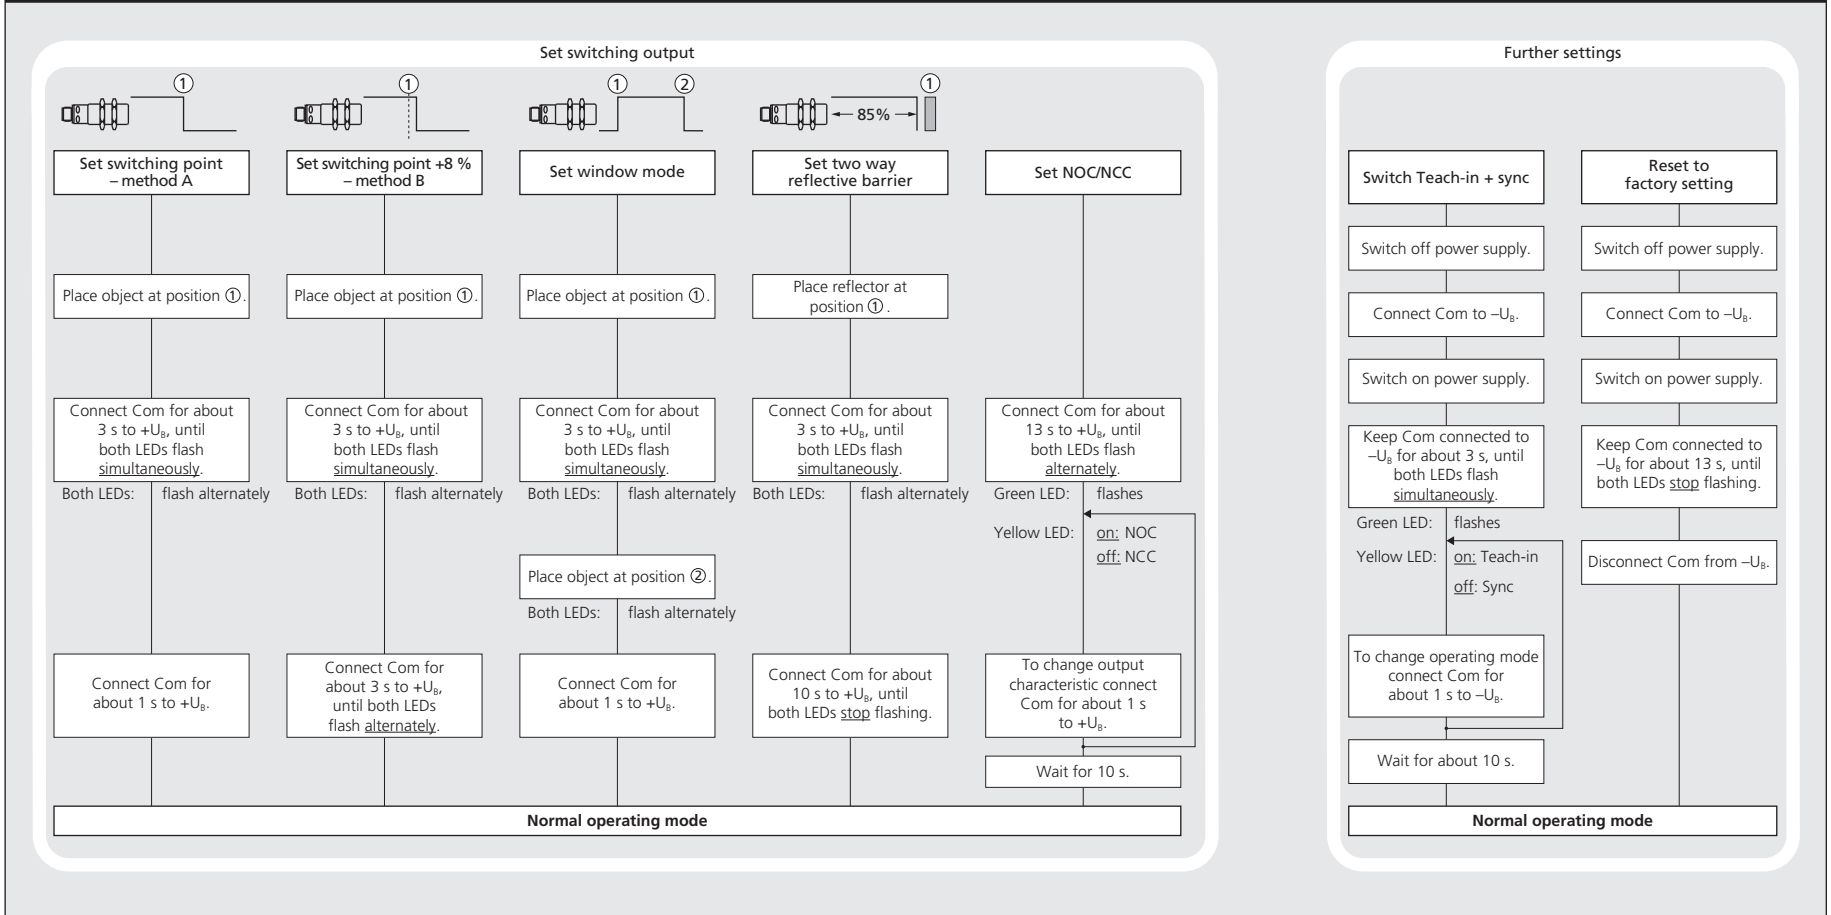 Set switching output
① 
①
① ②
85%
①
Set switching point
– method A
Place object at position ①.
Connect Com for about
3 s to +UB, until
both LEDs flash
simultaneously.
Both LEDs: flash alternately
Connect Com for
about 1 s to +UB.
Set switching point +8 %
– method B
Place object at position ①.
Connect Com for about
3 s to +UB, until
both LEDs flash
simultaneously.
Both LEDs: flash alternately
Connect Com for
about 3 s to +UB,
until both LEDs
flash alternately.
Set window mode
Place object at position ①.
Connect Com for about
3 s to +UB, until
both LEDs flash
simultaneously.
Both LEDs: flash alternately
Place object at position ②.
Both LEDs: flash alternately
Connect Com for
about 1 s to +UB.
Set two way
reflective barrier
Place reflector at
position ① .
Connect Com for about
3 s to +UB, until
both LEDs flash
simultaneously.
Both LEDs: flash alternately
Connect Com for about
10 s to +UB, until
both LEDs stop flashing.
Set NOC/NCC
Connect Com for about
13 s to +UB, until
both LEDs flash
alternately.
Green LED: flashes
Yellow LED: on: NOC
off: NCC
To change output
characteristic connect
Com for about 1 s
to +UB.
Wait for 10 s.
Normal operating mode
Further settings
Switch Teach-in + sync
Switch off power supply.
Connect Com to –UB.
Switch on power supply.
Keep Com connected to
–UB for about 3 s, until
both LEDs flash
simultaneously.
Green LED: flashes
Yellow LED: on: Teach-in
off: Sync
To change operating mode
connect Com for
about 1 s to –UB.
Wait for about 10 s.
Reset to
factory setting
Switch off power supply.
Connect Com to –UB.
Switch on power supply.
Keep Com connected to
–UB for about 13 s, until
both LEDs stop flashing.
Disconnect Com from –UB.
Normal operating mode